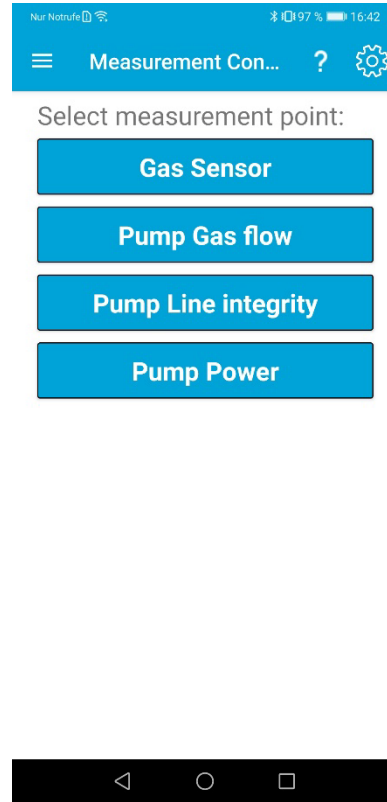 Nur Notrufe 97 % 16:42
Measurement Con... ?
Select measurement point:
Gas Sensor
Pump Gas flow
Pump Line integrity
Pump Power